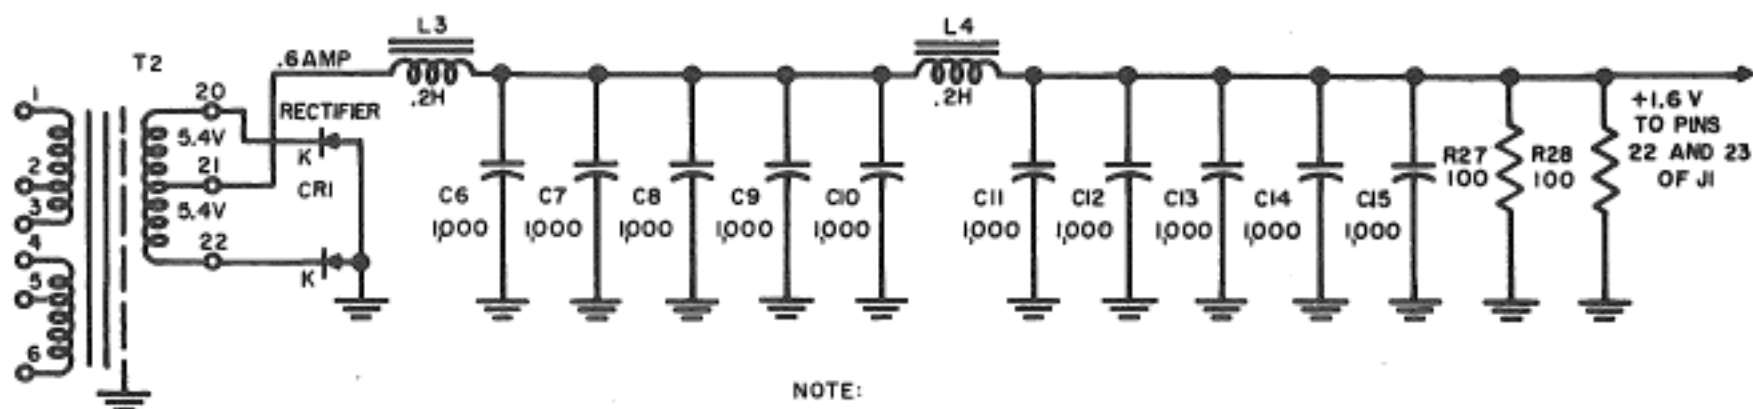 T2
1
2
3
4
5
6
20
5.4V
21
5.4V
22
.6AMP
RECTIFIER
K
CR1
K
L3
.2H
C6
1,000
C7
1,000
C8
1,000
C9
1,000
C10
1,000
L4
.2H
C11
1,000
C12
1,000
C13
1,000
C14
1,000
C15
1,000
R27
100
R28
100
+1.6 V
TO PINS
22 AND 23
OF J1
NOTE: